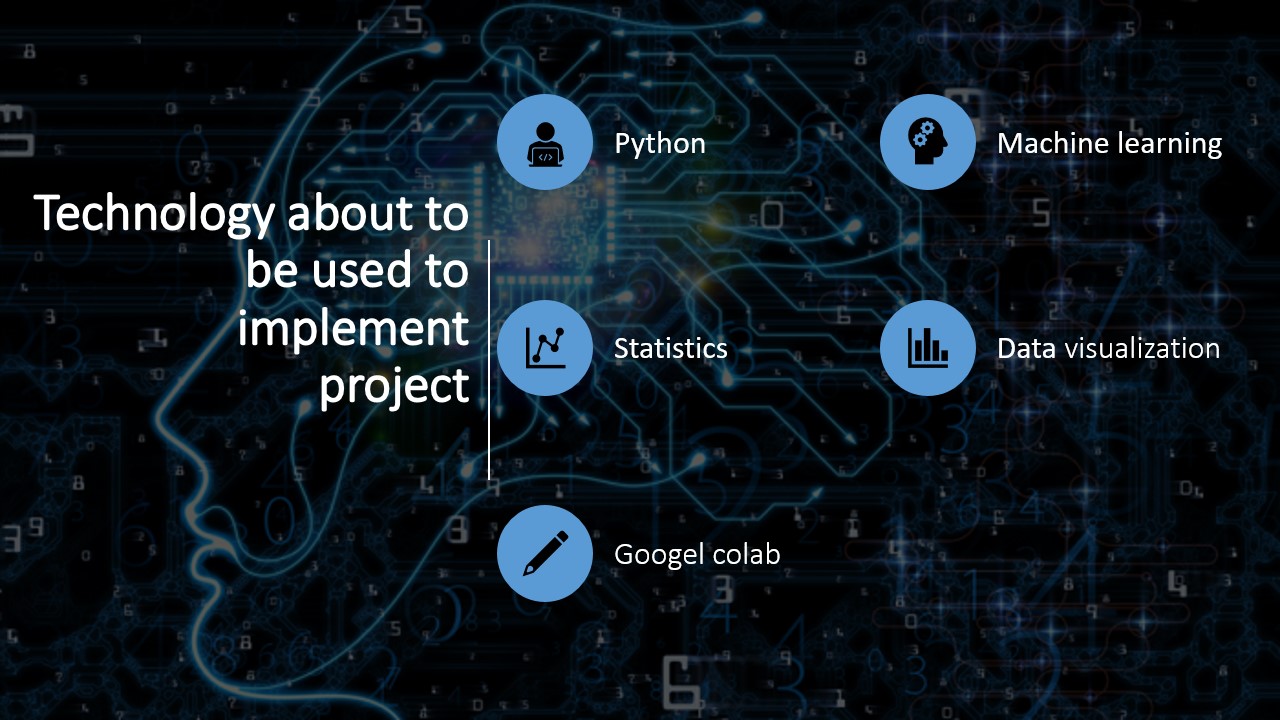 Technology about to
be used to
implement
project
Python
Machine learning
Statistics
Data visualization
Googel colab